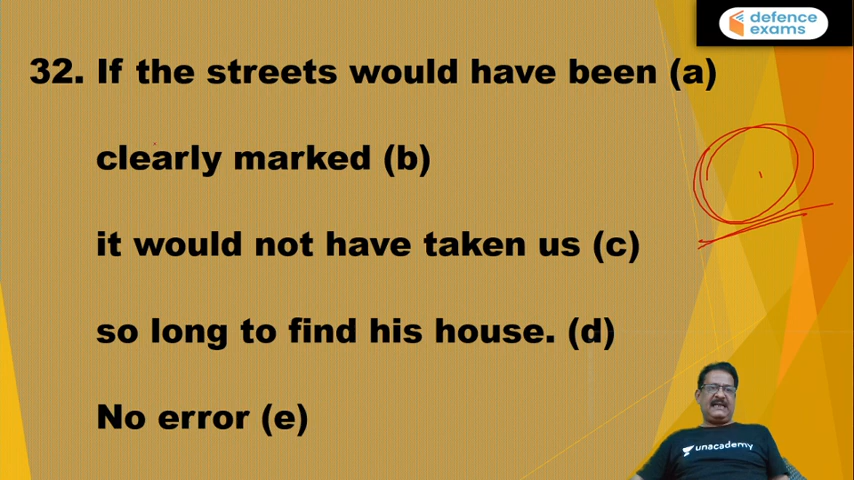 defence
exams
32. If the streets would have been (a)
clearly marked (b)
it would not have taken us (c)
so long to find his house. (d)
No error (e)
unacademy